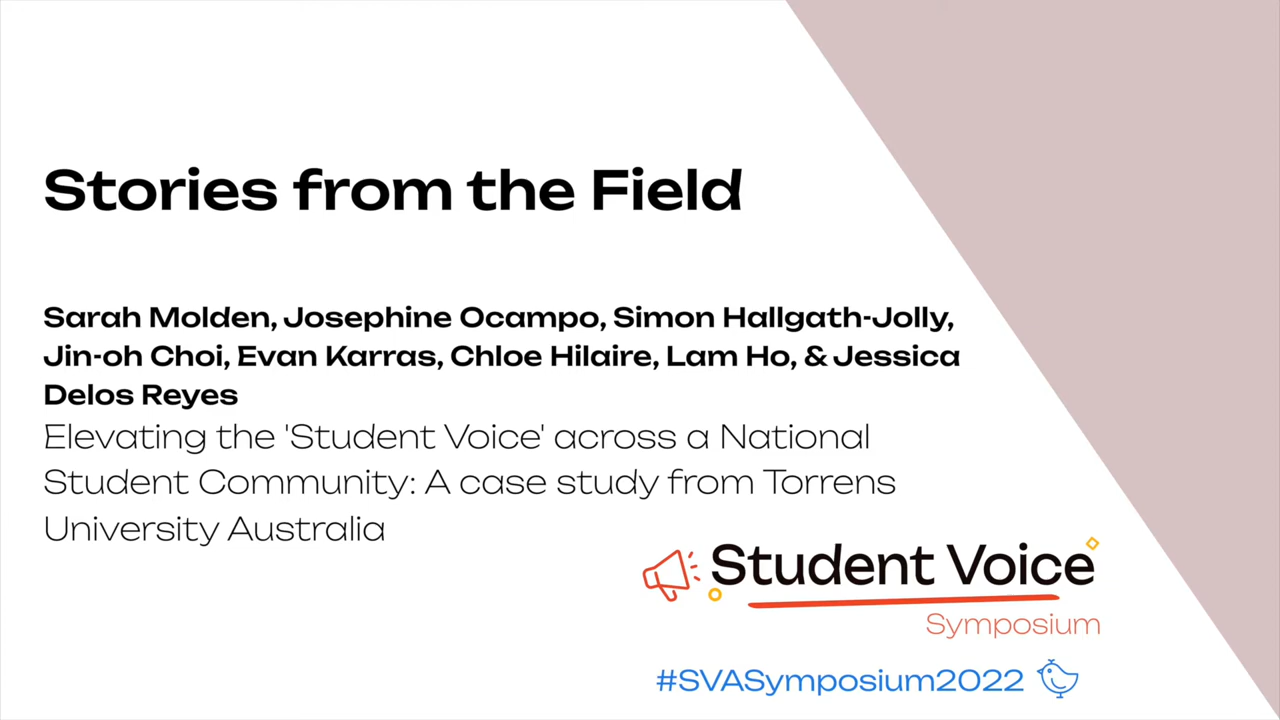 Stories from the Field
Sarah Molden, Josephine Ocampo, Simon Hallgath-Jolly,
Jin-oh Choi, Evan Karras, Chloe Hilaire, Lam Ho, & Jessica
Delos Reyes
Elevating the 'Student Voice' across a National
Student Community: A case study from Torrens
University Australia
Student Voice
Symposium
#SVASymposium2022